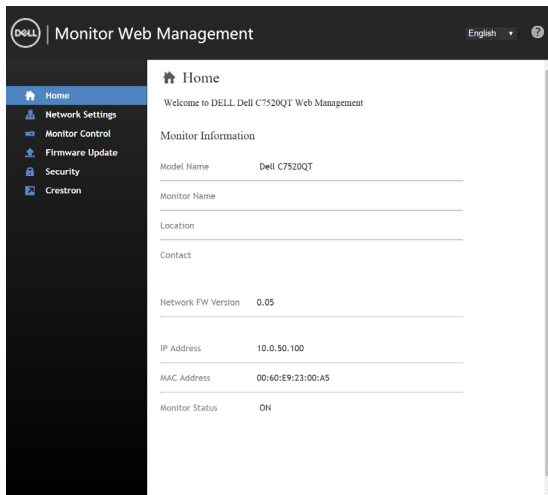 DELL | Monitor Web Management
English ▼ ?
Home
Network Settings
Monitor Control
Firmware Update
Security
Crestron
Home
Welcome to DELL Dell C7520QT Web Management
Monitor Information
Model Name Dell C7520QT
Monitor Name
Location
Contact
Network FW Version 0.05
IP Address 10.0.50.100
MAC Address 00:60:E9:23:00:A5
Monitor Status ON